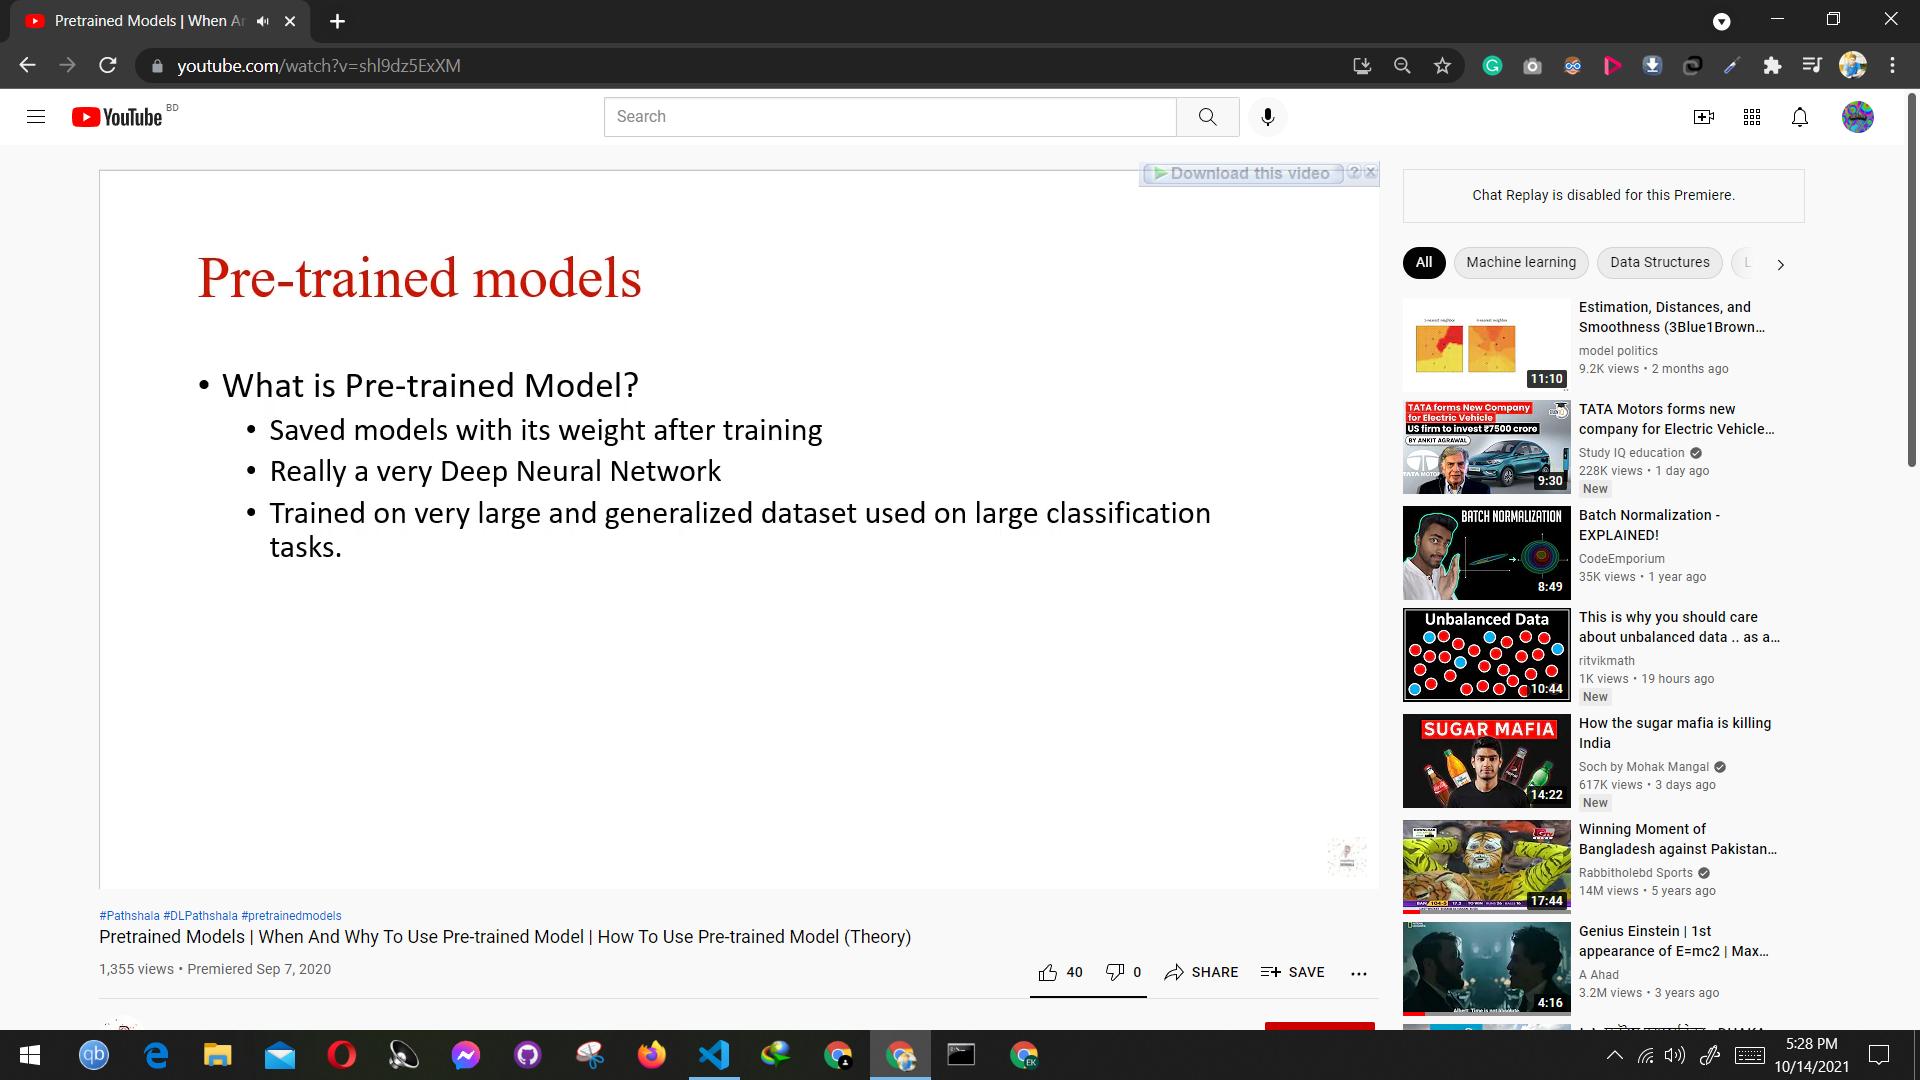 Pretrained Models | When An
youtube.com/watch?v=shl9dz5ExXM
YouTube BD
Search
Download this video ? x
Pre-trained models
• What is Pre-trained Model?
• Saved models with its weight after training
• Really a very Deep Neural Network
• Trained on very large and generalized dataset used on large classification
tasks.
#Pathshala #DLPathshala #pretrainedmodels
Pretrained Models | When And Why To Use Pre-trained Model | How To Use Pre-trained Model (Theory)
1,355 views • Premiered Sep 7, 2020
40
0
SHARE
SAVE
Chat Replay is disabled for this Premiere.
All
Machine learning
Data Structures
L
11:10
Estimation, Distances, and
Smoothness (3Blue1Brown...
model politics
9.2K views • 2 months ago
TATA forms New Company
for Electric Vehicle
US firm to invest ₹7500 crore
BY ANKIT AGRAWAL
9:30
TATA Motors forms new
company for Electric Vehicle...
Study IQ education
228K views • 1 day ago
New
BATCH NORMALIZATION
8:49
Batch Normalization -
EXPLAINED!
CodeEmporium
35K views • 1 year ago
Unbalanced Data
10:44
This is why you should care
about unbalanced data .. as a...
ritvikmath
1K views • 19 hours ago
New
SUGAR MAFIA
14:22
How the sugar mafia is killing
India
Soch by Mohak Mangal
617K views • 3 days ago
New
17:44
Winning Moment of
Bangladesh against Pakistan...
Rabbitholebd Sports
14M views • 5 years ago
4:16
Genius Einstein | 1st
appearance of E=mc2 | Max...
A Ahad
3.2M views • 3 years ago
qb
EK
5:28 PM
10/14/2021